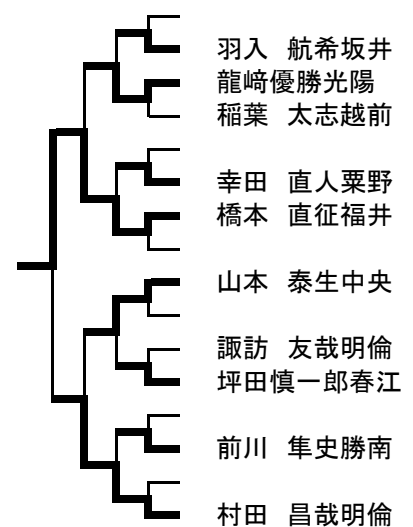 羽入 航希坂井
龍﨑優勝光陽
稲葉 太志越前
幸田 直人粟野
橋本 直征福井
山本 泰生中央
諏訪 友哉明倫
坪田慎一郎春江
前川 隼史勝南
村田 昌哉明倫